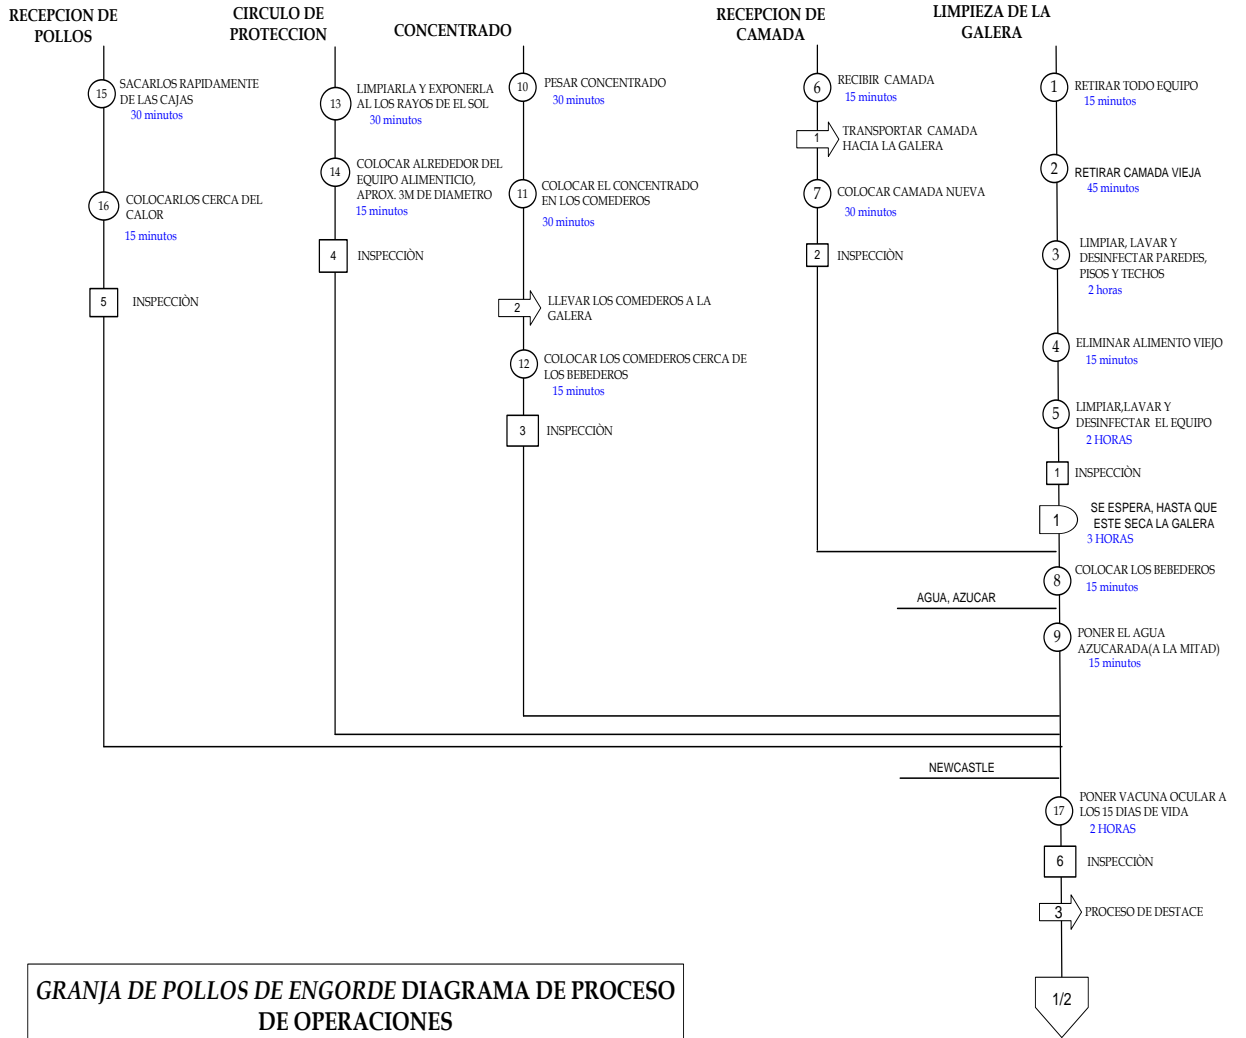 RECEPCION DE
POLLOS
15
SACARLOS RAPIDAMENTE
DE LAS CAJAS
30 minutos
16
COLOCARLOS CERCA DEL
CALOR
15 minutos
5
INSPECCIÒN
CIRCULO DE
PROTECCION
13
LIMPIARLA Y EXPONERLA
AL LOS RAYOS DE EL SOL
30 minutos
14
COLOCAR ALREDEDOR DEL
EQUIPO ALIMENTICIO,
APROX. 3M DE DIAMETRO
15 minutos
4
INSPECCIÒN
CONCENTRADO
10
PESAR CONCENTRADO
30 minutos
11
COLOCAR EL CONCENTRADO
EN LOS COMEDEROS
30 minutos
2
LLEVAR LOS COMEDEROS A LA
GALERA
12
COLOCAR LOS COMEDEROS CERCA DE
LOS BEBEDEROS
15 minutos
3
INSPECCIÒN
RECEPCION DE
CAMADA
6
RECIBIR CAMADA
15 minutos
1
TRANSPORTAR CAMADA
HACIA LA GALERA
7
COLOCAR CAMADA NUEVA
30 minutos
2
INSPECCIÒN
LIMPIEZA DE LA
GALERA
1
RETIRAR TODO EQUIPO
15 minutos
2
RETIRAR CAMADA VIEJA
45 minutos
3
LIMPIAR, LAVAR Y
DESINFECTAR PAREDES,
PISOS Y TECHOS
2 horas
4
ELIMINAR ALIMENTO VIEJO
15 minutos
5
LIMPIAR,LAVAR Y
DESINFECTAR EL EQUIPO
2 HORAS
1
INSPECCIÒN
1
SE ESPERA, HASTA QUE
ESTE SECA LA GALERA
3 HORAS
8
COLOCAR LOS BEBEDEROS
15 minutos
AGUA, AZUCAR
9
PONER EL AGUA
AZUCARADA(A LA MITAD)
15 minutos
NEWCASTLE
17
PONER VACUNA OCULAR A
LOS 15 DIAS DE VIDA
2 HORAS
6
INSPECCIÒN
3
PROCESO DE DESTACE
1/2
GRANJA DE POLLOS DE ENGORDE DIAGRAMA DE PROCESO
DE OPERACIONES